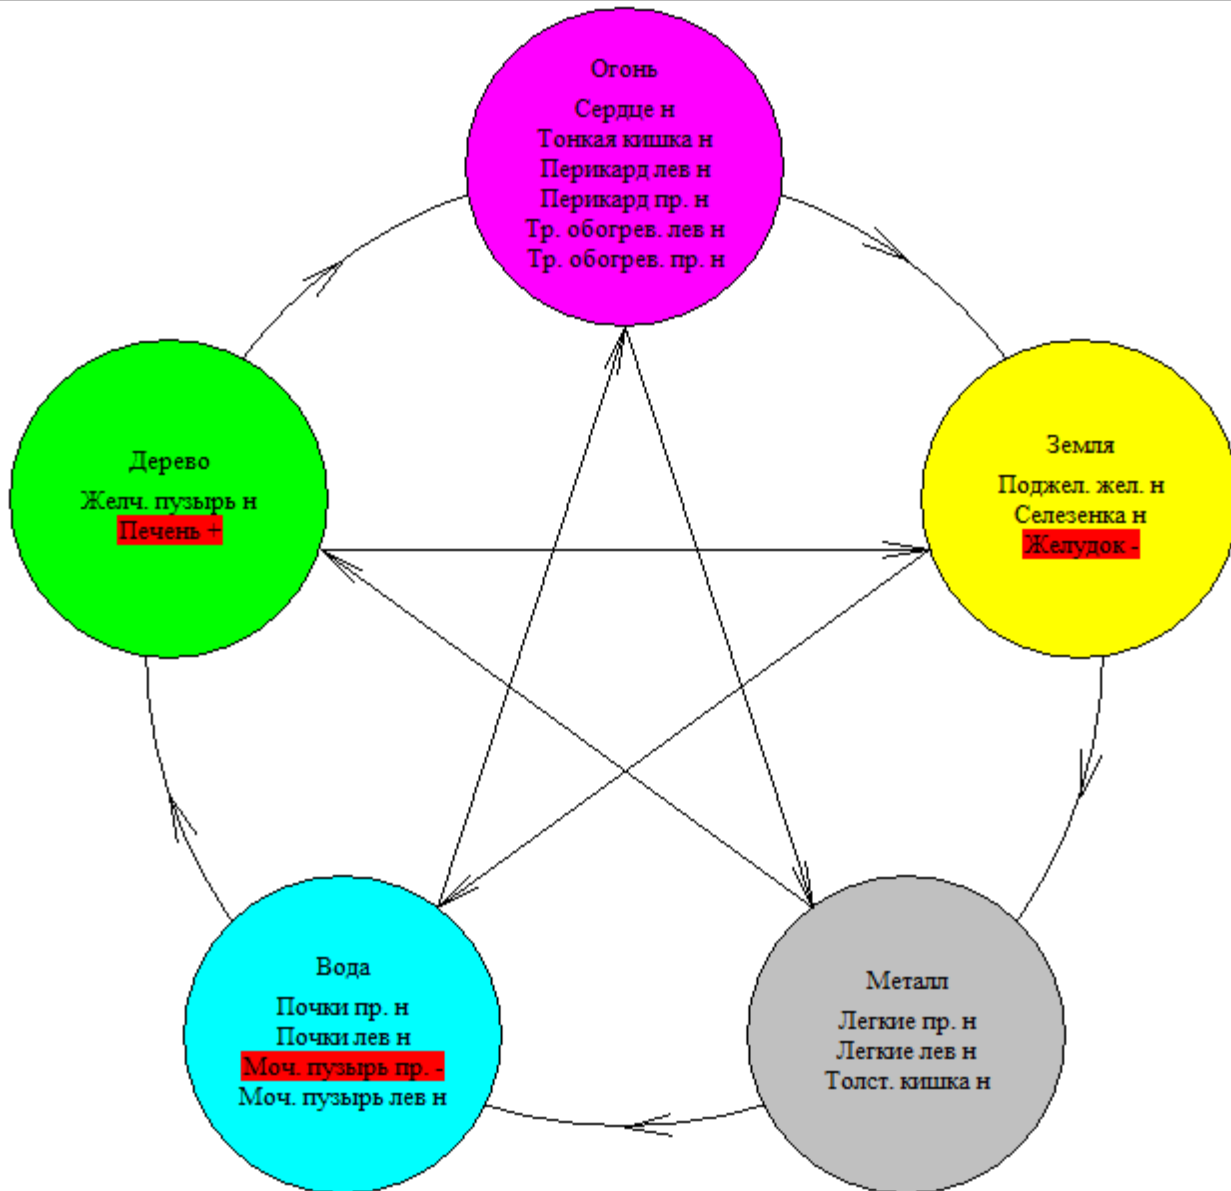 Огонь
Сердце н
Тонкая кишка н
Перикард лев н
Перикард пр. н
Тр. обогрев. лев н
Тр. обогрев. пр. н
Дерево
Желч. пузырь н
Печень +
Земля
Поджел. жел. н
Селезенка н
Желудок -
Вода
Почки пр. н
Почки лев н
Моч. пузырь пр. -
Моч. пузырь лев н
Металл
Легкие пр. н
Легкие лев н
Толст. кишка н